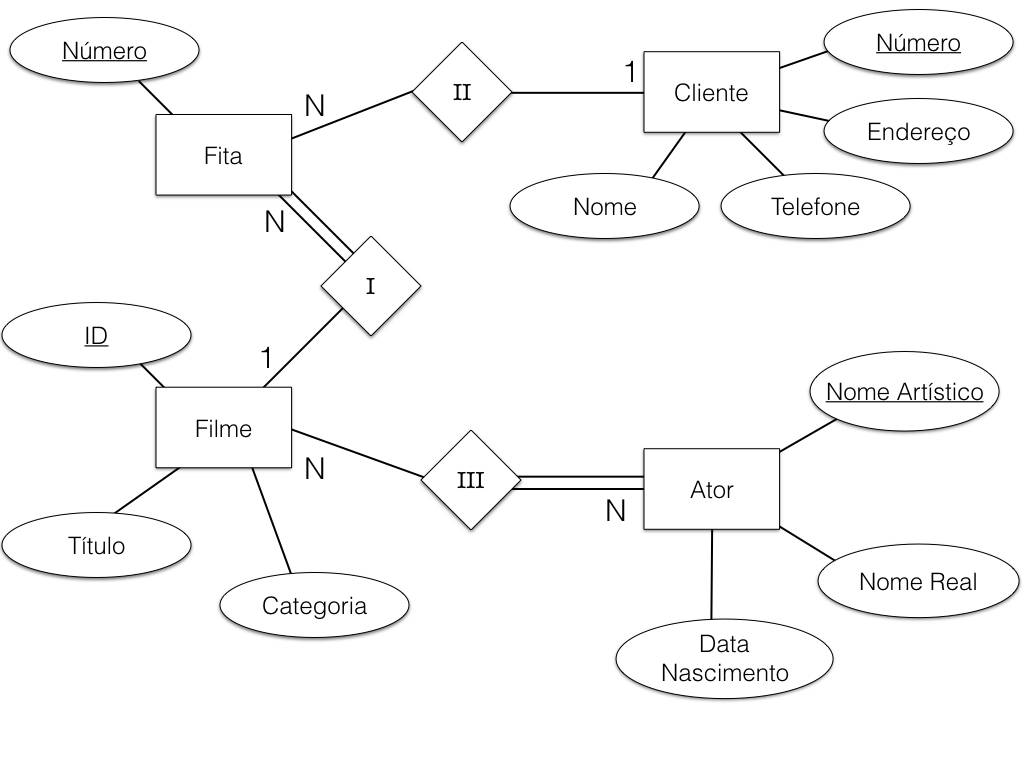 Número
Número
II
1
Cliente
N
Endereço
Fita
Nome
Telefone
N
I
ID
1
Nome Artístico
Filme
N
III
Ator
N
Título
Nome Real
Categoria
Data
Nascimento